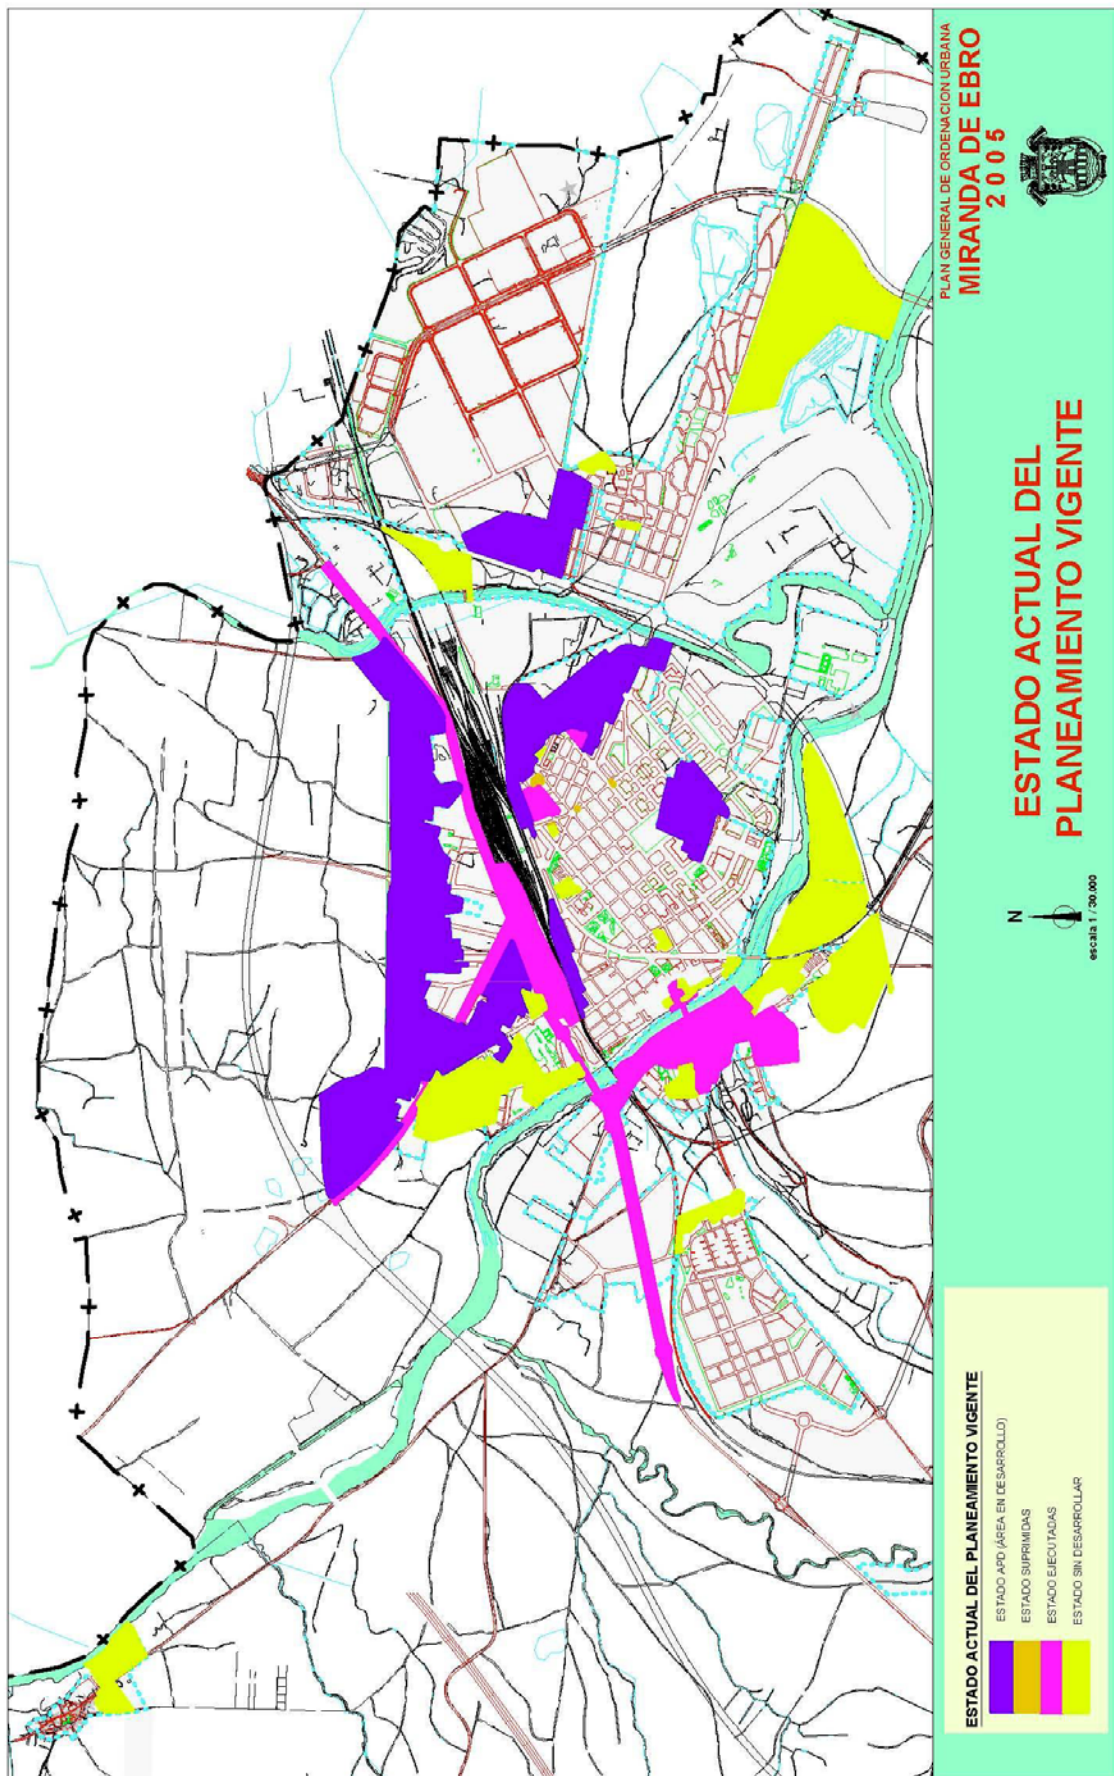 PLAN GENERAL DE ORDENACION URBANA
MIRANDA DE EBRO
2005
ESTADO ACTUAL DEL
PLANEAMIENTO VIGENTE
N
escala 1 / 30.000
ESTADO ACTUAL DEL PLANEAMIENTO VIGENTE
ESTADO APD (ÁREA EN DESARROLLO)
ESTADO SUPRIMIDAS
ESTADO EJECUTADAS
ESTADO SIN DESARROLLAR